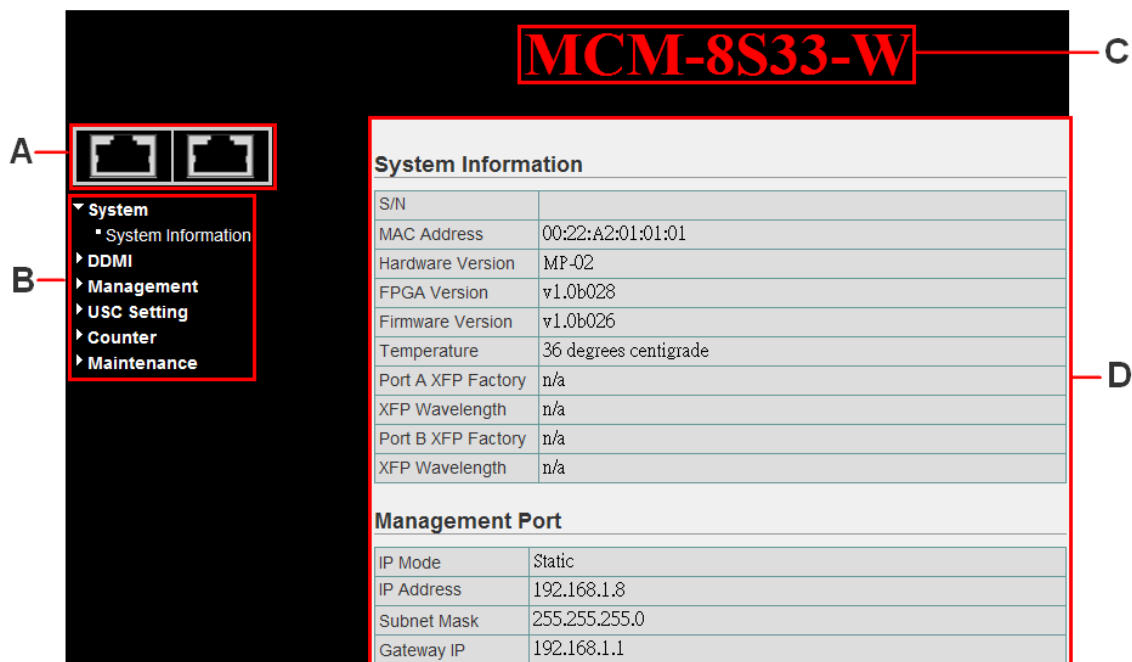 MCM-8S33-W
C
A
System
System Information
DDMI
Management
USC Setting
Counter
Maintenance
B
System Information
S/N
MAC Address 00:22:A2:01:01:01
Hardware Version MP-02
FPGA Version v1.0b028
Firmware Version v1.0b026
Temperature 36 degrees centigrade
Port A XFP Factory n/a
XFP Wavelength n/a
Port B XFP Factory n/a
XFP Wavelength n/a
D
Management Port
IP Mode Static
IP Address 192.168.1.8
Subnet Mask 255.255.255.0
Gateway IP 192.168.1.1